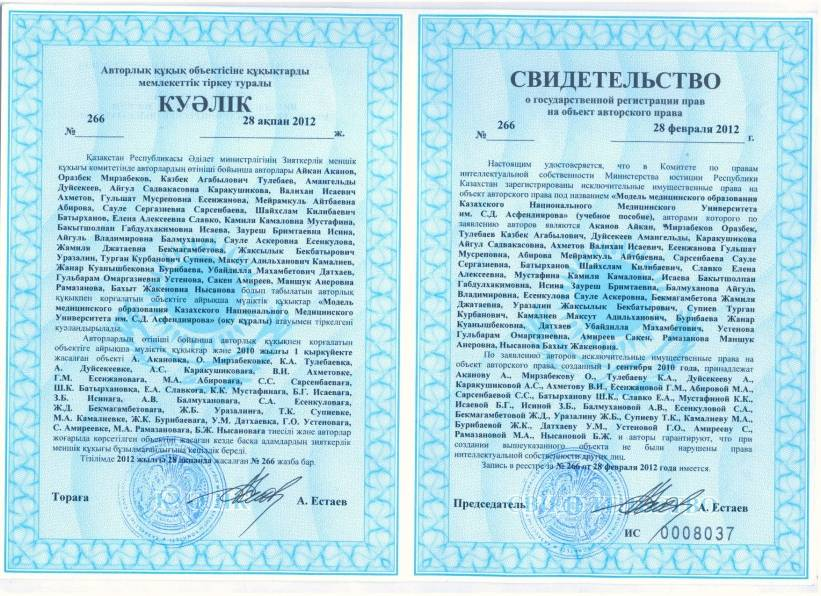 Авторлық құқық объектісіне құқықтарды
мемлекеттік тіркеу туралы
КУӘЛІК
№ 266 28 ақпан 2012 ж.
Қазақстан Республикасы Әділет министрлігінің Зияткерлік меншік
құқығы комитетінде авторлардың өтініші бойынша авторлары Айкан Аканов,
Оразбек Мирзабеков, Казбек Агабылович Тулебаев, Амангельды
Дуйсекеев, Айгул Садвакасовна Каракушикова, Валихан Исаевич
Ахметов, Гульшат Мусреповна Есенжанова, Мейрамкуль Айтбаевна
Абирова, Сауле Сергазиевна Сарсенбаева, Шайхслам Килибаевич
Батырханов, Елена Алексеевна Славко, Камиля Камаловна Мустафина,
Бакытшолпан Габдулхакимовна Исаева, Зауреш Бримтаевна Исина,
Айгуль Владимировна Балмуханова, Сауле Аскеровна Есенкулова,
Жамиля Джатаевна Бекмагамбетова, Жаксылык Бекбатырович
Уразалин, Турган Курбанович Супиев, Максут Адильханович Камалиев,
Жанар Куанышбековна Бурибаева, Убайдилла Махамбетович Датхаев,
Гульбарам Омаргазиевна Устенова, Сакен Амиреев, Маншук Анеровна
Рамазанова, Бахыт Жакеновна Нысанова болып табылатын авторлық
құқықпен қорғалатын объектіге айрықша мүліктік құқықтар «Модель
медицинского образования Казахского Национального Медицинского
Университета им. С.Д. Асфендиярова» (оқу құралы) атауымен тіркелгені
куәландырылады.
Авторлардың өтініші бойынша авторлық құқықпен қорғалатын
объектіге айрықша мүліктік құқықтар және 2010 жылғы 1 қыркүйекте
жасалған объект А. Акановқа, О. Мирзабековке, К.А. Тулебаевқа,
А. Дуйсекеевке, А.С. Каракушиковаға, В.И. Ахметовке,
Г.М. Есенжановаға, М.А. Абироваға, С.С. Сарсенбаеваға,
Ш.К. Батырхановқа, Е.А. Славкоға, К.К. Мустафинаға, Б.Г. Исаеваға,
З.Б. Исинаға, А.В. Балмухановаға, С.А. Есенкуловаға,
Ж.Д. Бекмагамбетоваға, Ж.Б. Уразалинға, Т.К. Супиевке,
М.А. Камалиевке, Ж.К. Бурибаеваға, У.М. Датхаевқа, Г.О. Устеноваға,
С. Амиреевке, М.А. Рамазановаға, Б.Ж. Нысановаға тиесілі және авторлар
жоғарыда көрсетілген объектіні жасаған кезде басқа адамдардың зияткерлік
меншік құқығы бұзылмағандығына кепілдік береді.
Тізілімде 2012 жылғы 28 ақпанда жасалған № 266 жазба бар.
Төраға А. Естаев
СВИДЕТЕЛЬСТВО
о государственной регистрации прав
на объект авторского права
№ 266 28 февраля 2012 г.
Настоящим удостоверяется, что в Комитете по правам
интеллектуальной собственности Министерства юстиции Республики
Казахстан зарегистрированы исключительные имущественные права на
объект авторского права под названием «Модель медицинского образования
Казахского Национального Медицинского Университета
им. С.Д. Асфендиярова» (учебное пособие), авторами которого по
заявлению авторов являются Аканов Айкан, Мирзабеков Оразбек,
Тулебаев Казбек Агабылович, Дуйсекеев Амангельды, Каракушикова
Айгул Садвакасовна, Ахметов Валихан Исаевич, Есенжанова Гульшат
Мусреповна, Абирова Мейрамкуль Айтбаевна, Сарсенбаева Сауле
Сергазиевна, Батырханов Шайхслам Килибаевич, Славко Елена
Алексеевна, Мустафина Камиля Камаловна, Исаева Бакытшолпан
Габдулхакимовна, Исина Зауреш Бримтаевна, Балмуханова Айгуль
Владимировна, Есенкулова Сауле Аскеровна, Бекмагамбетова Жамиля
Джатаевна, Уразалин Жаксылык Бекбатырович, Супиев Турган
Курбанович, Камалиев Максут Адильханович, Бурибаева Жанар
Куанышбековна, Датхаев Убайдилла Махамбетович, Устенова
Гульбарам Омаргазиевна, Амиреев Сакен, Рамазанова Маншук
Анеровна, Нысанова Бахыт Жакеновна.
По заявлению авторов исключительные имущественные права на
объект авторского права, созданный 1 сентября 2010 года, принадлежат
Аканову А., Мирзабекову О., Тулебаеву К.А., Дуйсекееву А.,
Каракушиковой А.С., Ахметову В.И., Есенжановой Г.М., Абировой М.А.,
Сарсенбаевой С.С., Батырханову Ш.К., Славко Е.А., Мустафиной К.К.,
Исаевой Б.Г., Исиной З.Б., Балмухановой А.В., Есенкуловой С.А.,
Бекмагамбетовой Ж.Д., Уразалину Ж.Б., Супиеву Т.К., Камалиеву М.А.,
Бурибаевой Ж.К., Датхаеву У.М., Устеновой Г.О., Амирееву С.,
Рамазановой М.А., Нысановой Б.Ж. и авторы гарантируют, что при
создании вышеуказанного объекта не были нарушены права
интеллектуальной собственности других лиц.
Запись в реестре за № 266 от 28 февраля 2012 года имеется.
Председатель А. Естаев
ИС 0008037